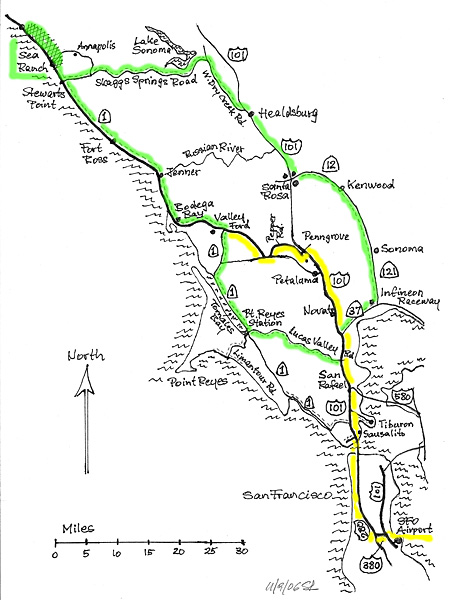 Annapolis
Lake
Sonoma
101
Sea
Ranch
Stewarts
Point
Skaggs Springs Road
W. Dry Creek Rd.
Healdsburg
1
Fort
Ross
Russian River
101
12
Jenner
Santa
Rosa
Kenwood
Bodega
Bay
Valley
Ford
Penngrove
Sonoma
Petaluma
101
121
1
Infineon
Raceway
37
1
Novato
Tomales
Bay
Pt. Reyes
Station
Lucas Valley
Rd
Limantour Rd.
Point Reyes
1
San
Rafael
580
1
101
Tiburon
Sausalito
North
San Francisco
101
280
SFO
Airport
380
Miles
0 5 10 15 20 25 30
11/9/06 SL